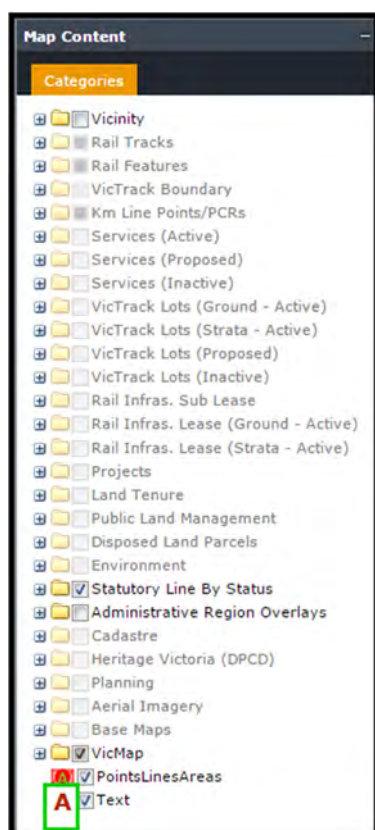 Map Content
Categories
Vicinity
Rail Tracks
Rail Features
VicTrack Boundary
Km Line Points/PCRs
Services (Active)
Services (Proposed)
Services (Inactive)
VicTrack Lots (Ground - Active)
VicTrack Lots (Strata - Active)
VicTrack Lots (Proposed)
VicTrack Lots (Inactive)
Rail Infras. Sub Lease
Rail Infras. Lease (Ground - Active)
Rail Infras. Lease (Strata - Active)
Projects
Land Tenure
Public Land Management
Disposed Land Parcels
Environment
Statutory Line By Status
Administrative Region Overlays
Cadastre
Heritage Victoria (DPCD)
Planning
Aerial Imagery
Base Maps
VicMap
A PointsLinesAreas
A Text